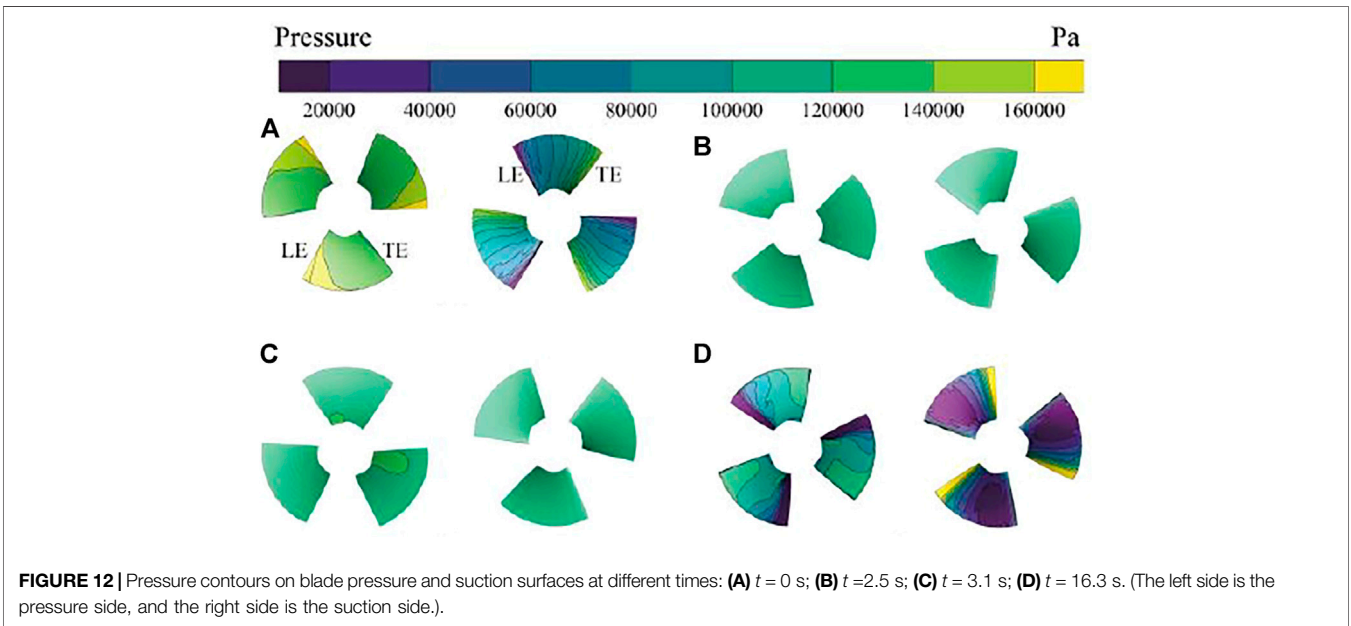 Pressure Pa
20000 40000 60000 80000 100000 120000 140000 160000
A
LE TE
LE TE
B
C
D
FIGURE 12 | Pressure contours on blade pressure and suction surfaces at different times: (A) t = 0 s; (B) t =2.5 s; (C) t = 3.1 s; (D) t = 16.3 s. (The left side is the
pressure side, and the right side is the suction side.).